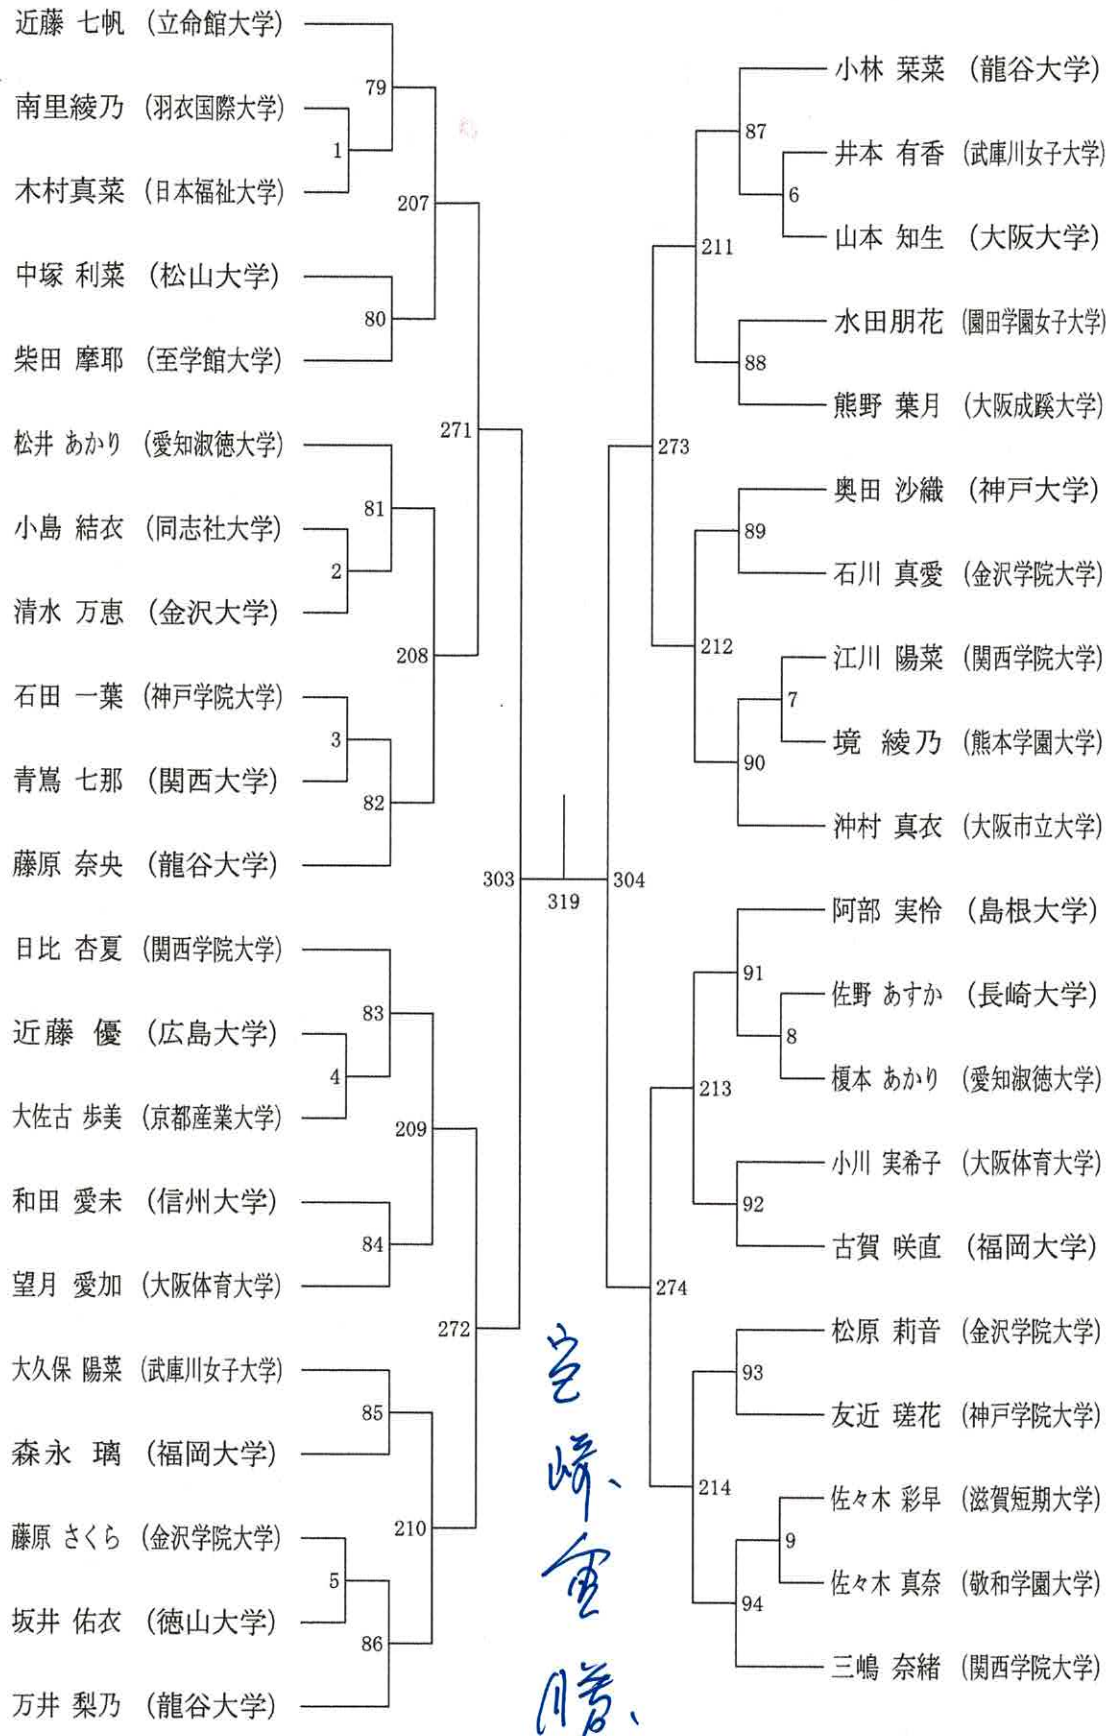 近藤 七帆 (立命館大学)
79
南里綾乃 (羽衣国際大学)
1
木村真菜 (日本福祉大学)
207
中塚 利菜 (松山大学)
80
柴田 摩耶 (至学館大学)
271
松井 あかり (愛知淑徳大学)
81
小島 結衣 (同志社大学)
2
清水 万恵 (金沢大学)
208
石田 一葉 (神戸学院大学)
3
青嶌 七那 (関西大学)
82
藤原 奈央 (龍谷大学)
303
日比 杏夏 (関西学院大学)
83
近藤 優 (広島大学)
4
大佐古 歩美 (京都産業大学)
209
和田 愛未 (信州大学)
84
望月 愛加 (大阪体育大学)
272
大久保 陽菜 (武庫川女子大学)
85
森永 璃 (福岡大学)
210
藤原 さくら (金沢学院大学)
5
坂井 佑衣 (徳山大学)
86
万井 梨乃 (龍谷大学)
319
小林 栞菜 (龍谷大学)
87
井本 有香 (武庫川女子大学)
6
山本 知生 (大阪大学)
211
水田朋花 (園田学園女子大学)
88
熊野 葉月 (大阪成蹊大学)
273
奥田 沙織 (神戸大学)
89
石川 真愛 (金沢学院大学)
212
江川 陽菜 (関西学院大学)
7
境 綾乃 (熊本学園大学)
90
沖村 真衣 (大阪市立大学)
304
阿部 実怜 (島根大学)
91
佐野 あすか (長崎大学)
8
榎本 あかり (愛知淑徳大学)
213
小川 実希子 (大阪体育大学)
92
古賀 咲直 (福岡大学)
274
松原 莉音 (金沢学院大学)
93
友近 瑳花 (神戸学院大学)
214
佐々木 彩早 (滋賀短期大学)
9
佐々木 真奈 (敬和学園大学)
94
三嶋 奈緒 (関西学院大学)